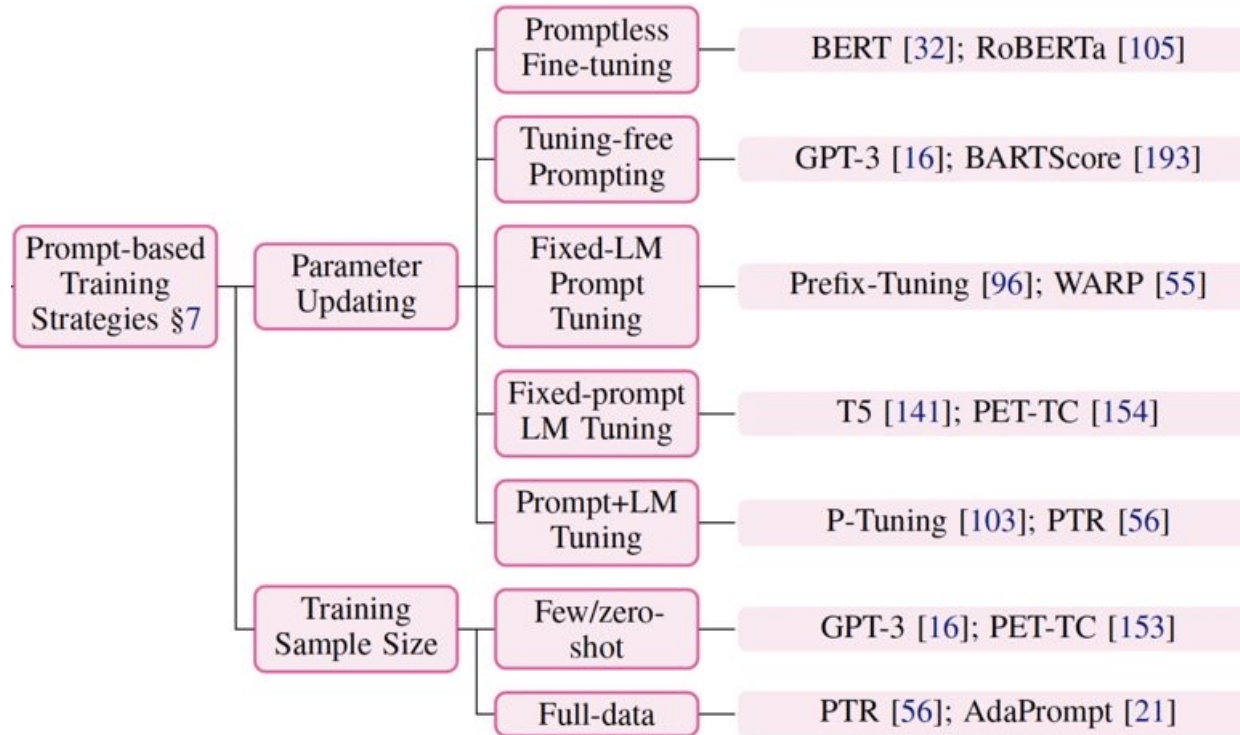 Promptless
Fine-tuning
BERT [32]; RoBERTa [105]
Tuning-free
Prompting
GPT-3 [16]; BARTScore [193]
Prompt-based
Training
Strategies §7
Parameter
Updating
Fixed-LM
Prompt
Tuning
Prefix-Tuning [96]; WARP [55]
Fixed-prompt
LM Tuning
T5 [141]; PET-TC [154]
Prompt+LM
Tuning
P-Tuning [103]; PTR [56]
Training
Sample Size
Few/zero-
shot
GPT-3 [16]; PET-TC [153]
Full-data
PTR [56]; AdaPrompt [21]